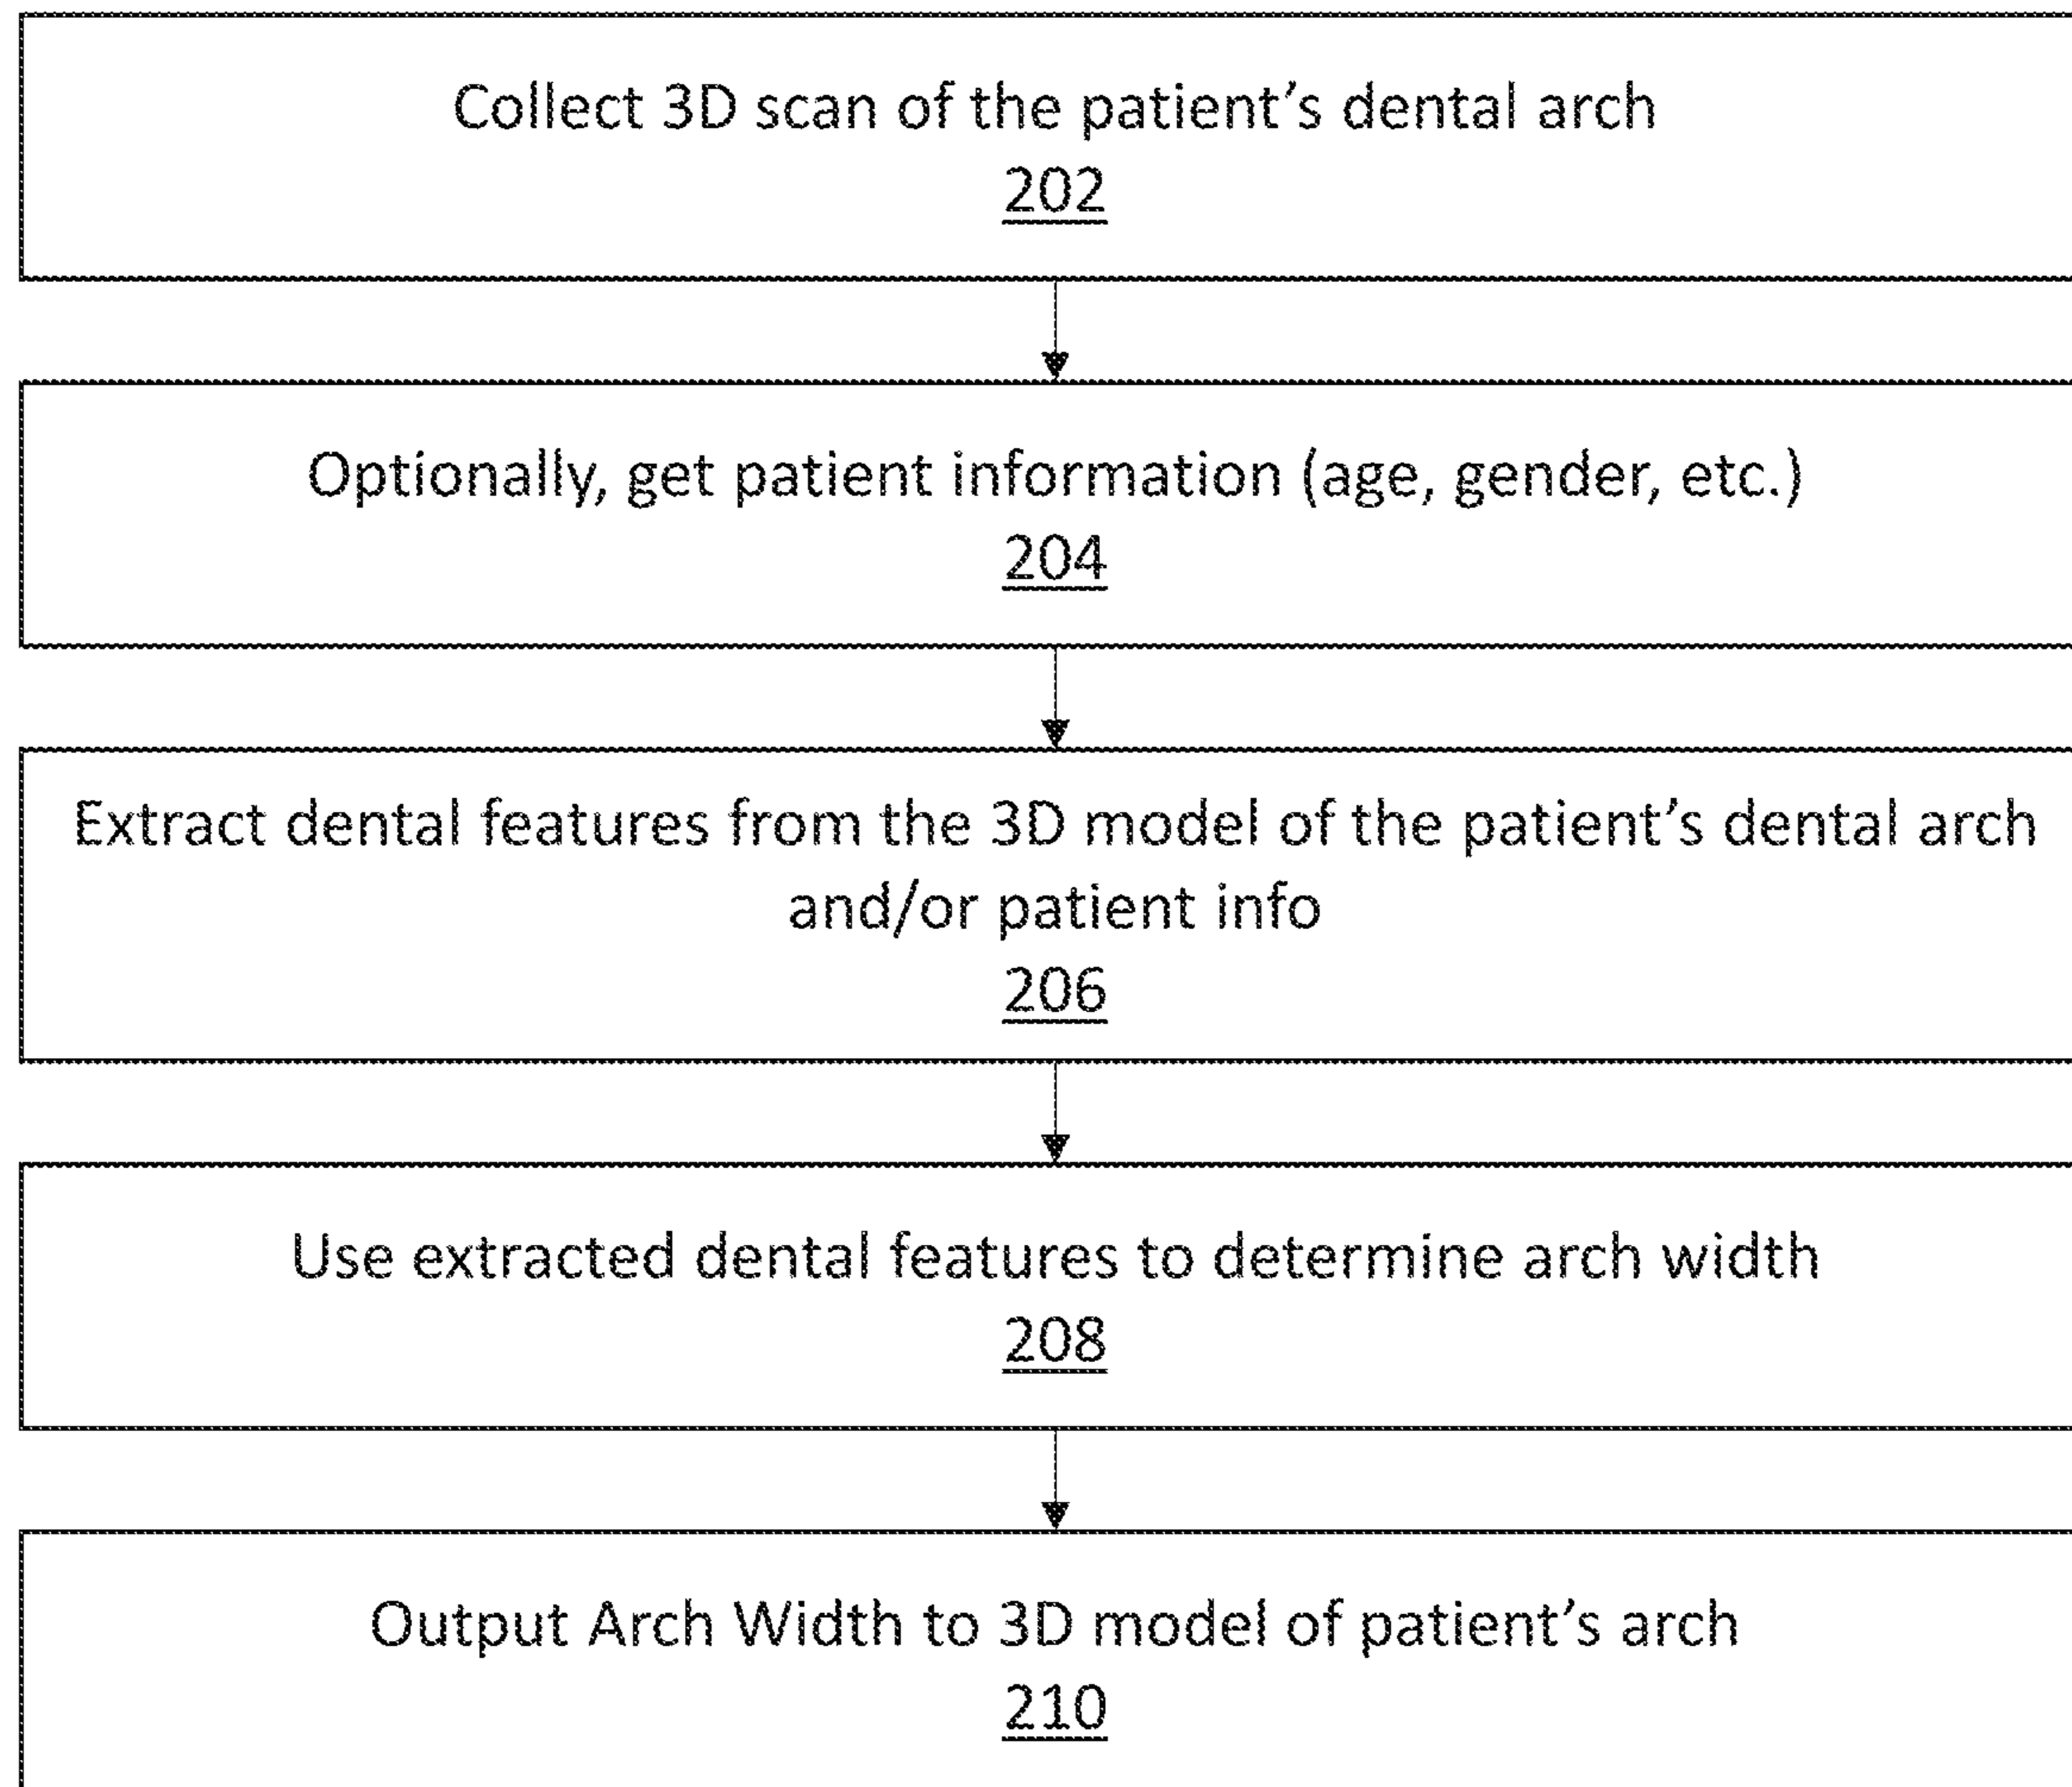 Collect 3D scan of the patient's dental arch
202
Optionally, get patient information (age, gender, etc.)
204
Extract dental features from the 3D model of the patient's dental arch
and/or patient info
206
Use extracted dental features to determine arch width
208
Output Arch Width to 3D model of patient's arch
210